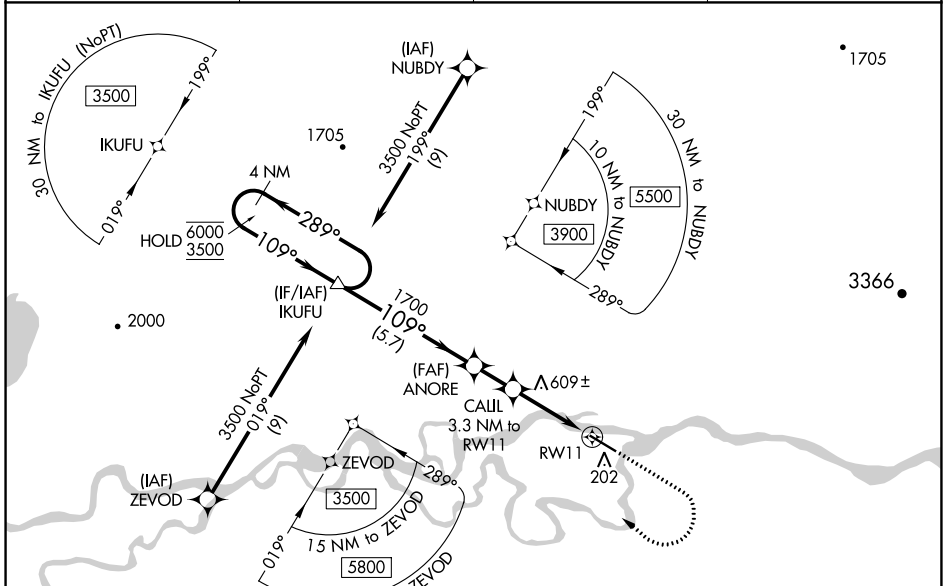 30 NM to IKUFU (NoPT)
3500
199°
IKUFU
019°
(IAF)
NUBDY
3500 NoPT
199°
(9)
1705
1705
4 NM
HOLD 6000
3500
289°
109°
(IF/IAF)
IKUFU
199°
30 NM to NUBDY
10 NM to NUBDY
5500
NUBDY
3900
289°
3366
2000
1700
109°
(5.7)
(FAF)
ANORE
CALIL
3.3 NM to
RW11
609±
RW11
202
3500 NoPT
019°
(9)
(IAF)
ZEVOD
ZEVOD
289°
3500
15 NM to ZEVOD
019°
5800
ZEVOD